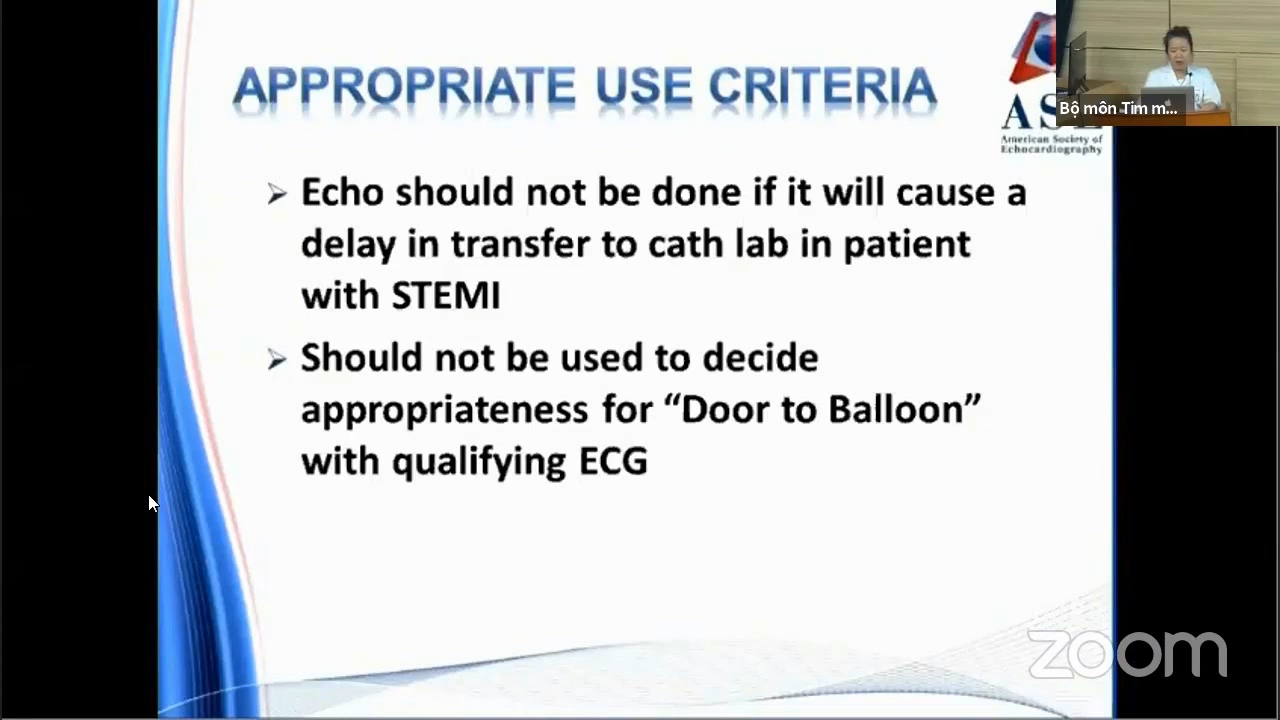 APPROPRIATE USE CRITERIA
American Society of
Echocardiography
Bộ môn Tim m...
➢ Echo should not be done if it will cause a
delay in transfer to cath lab in patient
with STEMI
➢ Should not be used to decide
appropriateness for “Door to Balloon”
with qualifying ECG
zoom